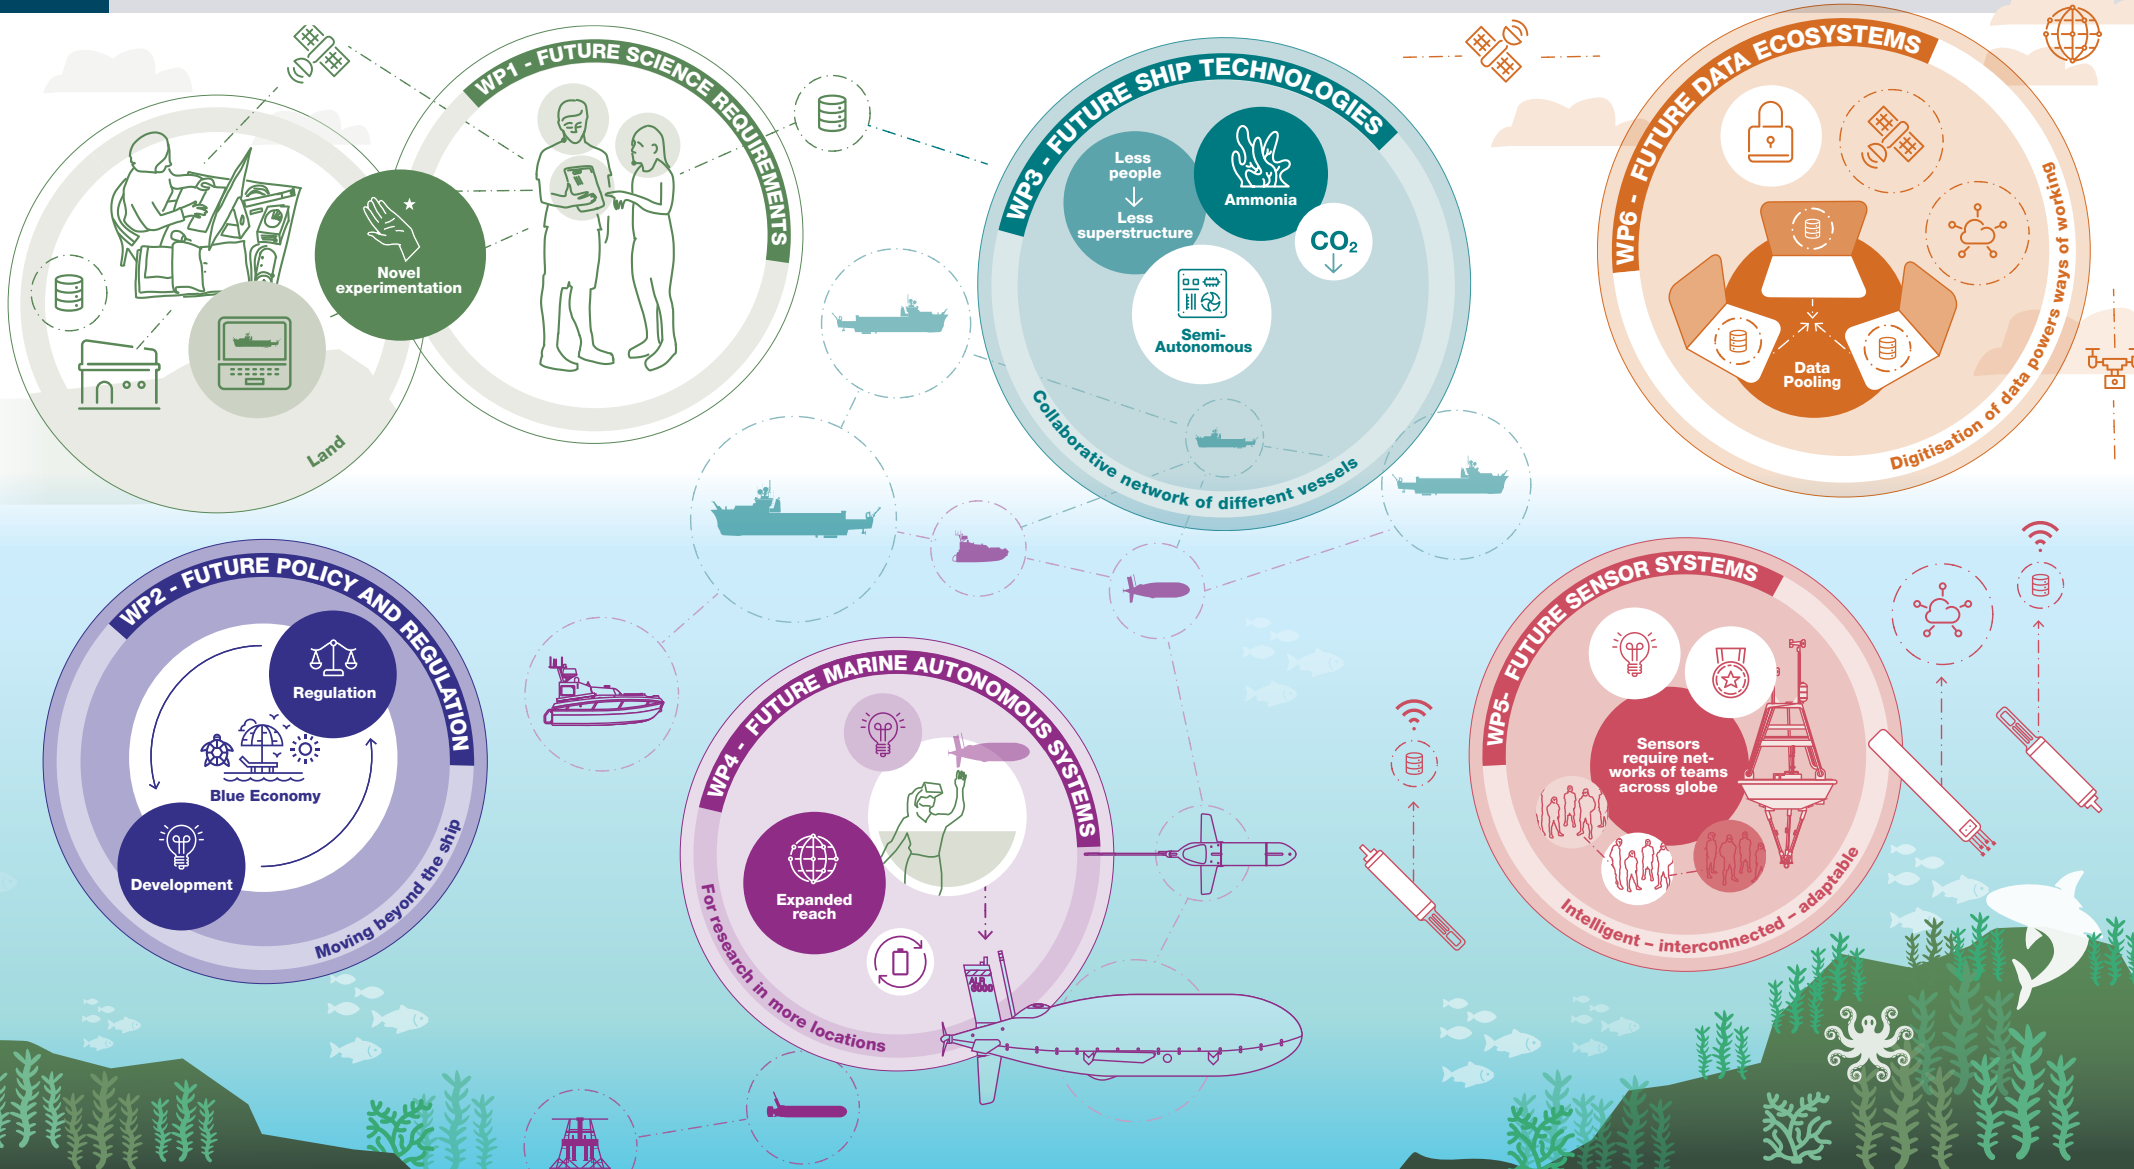 WP1 - FUTURE SCIENCE REQUIREMENTS
Novel
experimentation
Land
WP3 - FUTURE SHIP TECHNOLOGIES
Less
people
Less
superstructure
Ammonia
CO₂
Semi-
Autonomous
Collaborative network of different vessels
WP6 - FUTURE DATA ECOSYSTEMS
Data
Pooling
Digitisation of data powers ways of working
WP2 - FUTURE POLICY AND REGULATION
Regulation
Blue Economy
Development
Moving beyond the ship
WP4 - FUTURE MARINE AUTONOMOUS SYSTEMS
Expanded
reach
For research in more locations
ALR
6000
WP5- FUTURE SENSOR SYSTEMS
Sensors
require net-
works of teams
across globe
Intelligent – interconnected – adaptable